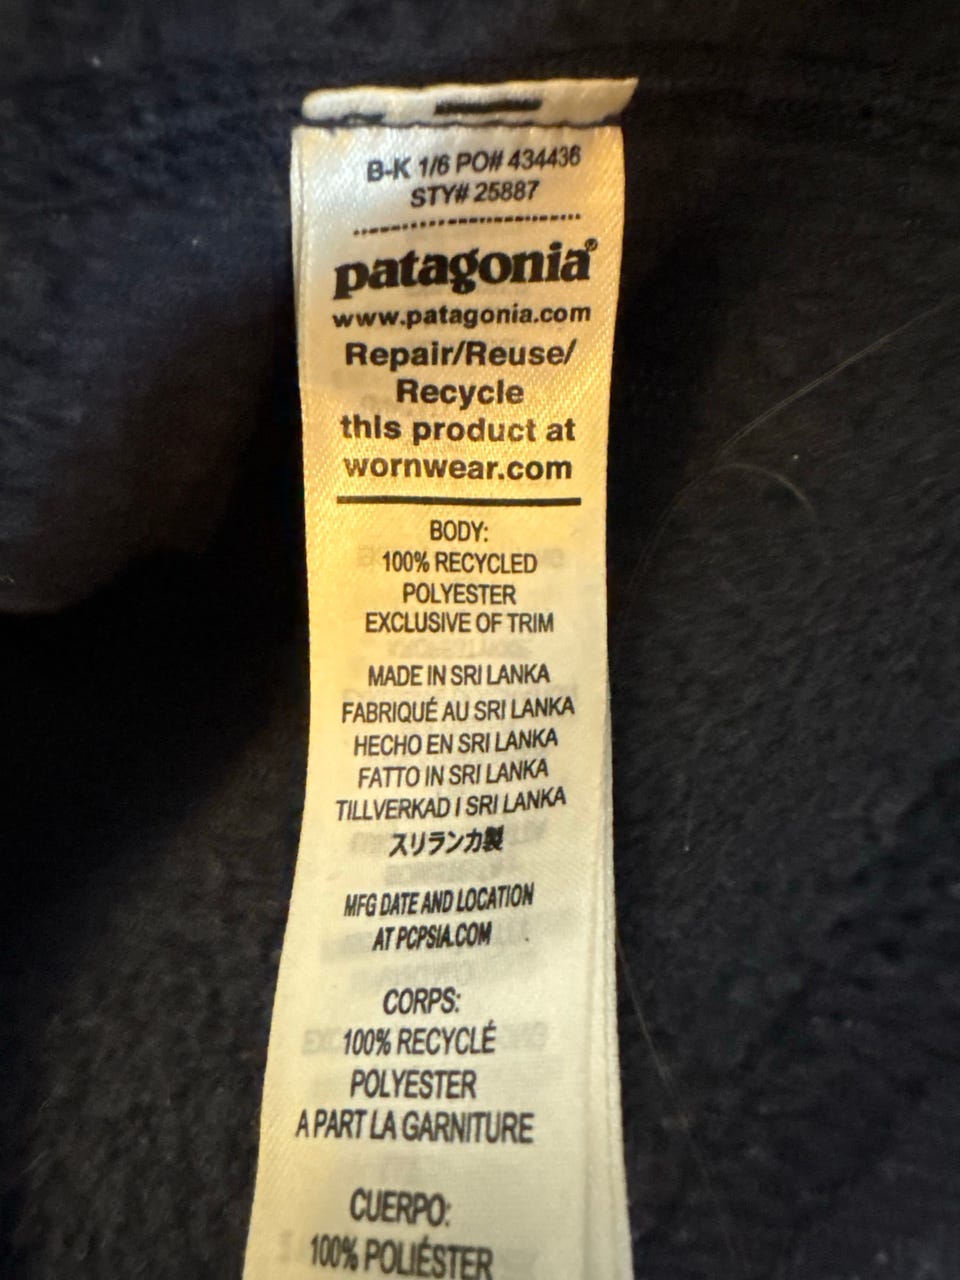 B-K 1/6 PO# 434436
STY# 25887
patagonia®
www.patagonia.com
Repair/Reuse/
Recycle
this product at
wornwear.com
BODY:
100% RECYCLED
POLYESTER
EXCLUSIVE OF TRIM
MADE IN SRI LANKA
FABRIQUÉ AU SRI LANKA
HECHO EN SRI LANKA
FATTO IN SRI LANKA
TILLVERKAD I SRI LANKA
スリランカ製
MFG DATE AND LOCATION
AT PCPSIA.COM
CORPS:
100% RECYCLÉ
POLYESTER
A PART LA GARNITURE
CUERPO:
100% POLIÉSTER